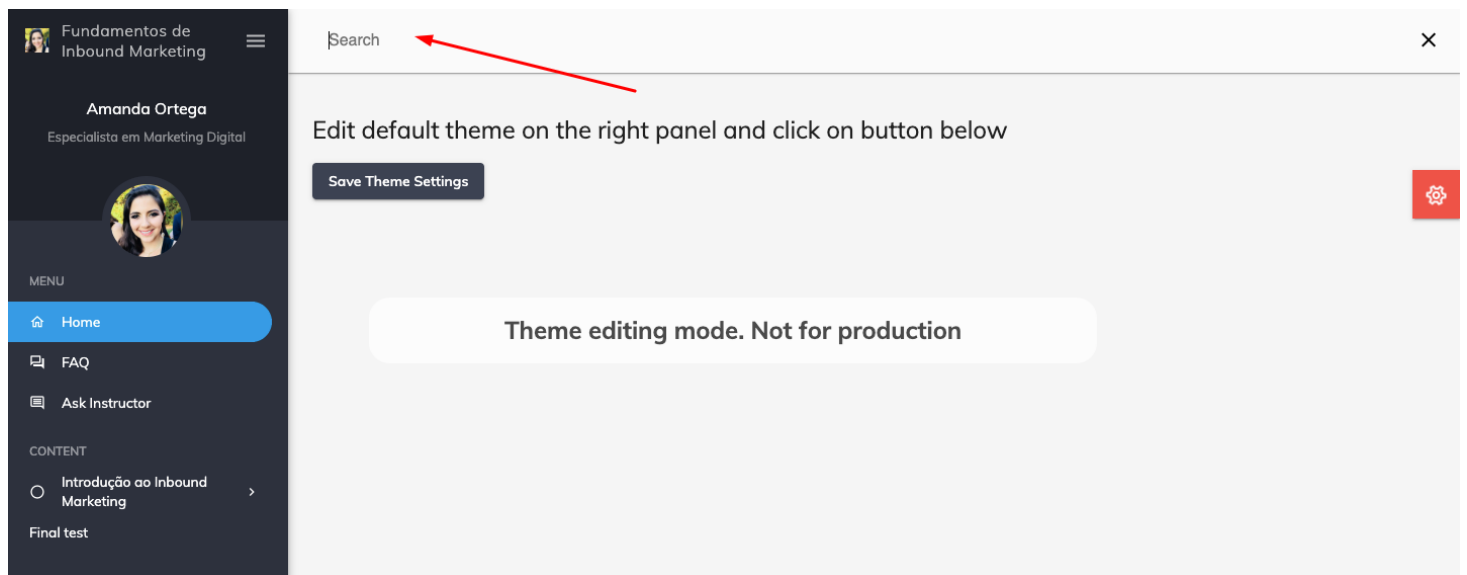 Fundamentos de
Inbound Marketing
Search
Amanda Ortega
Especialista em Marketing Digital
Edit default theme on the right panel and click on button below
Save Theme Settings
MENU
Home
Theme editing mode. Not for production
FAQ
Ask Instructor
CONTENT
Introdução ao Inbound
Marketing
Final test